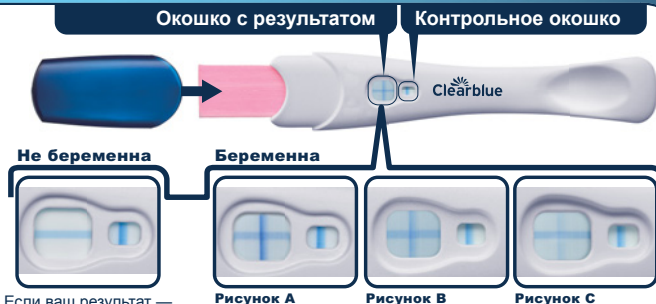 Окошко с результатом
Контрольное окошко
Clearblue
Не беременна
Беременна
Если ваш результат —
Рисунок A
Рисунок B
Рисунок C